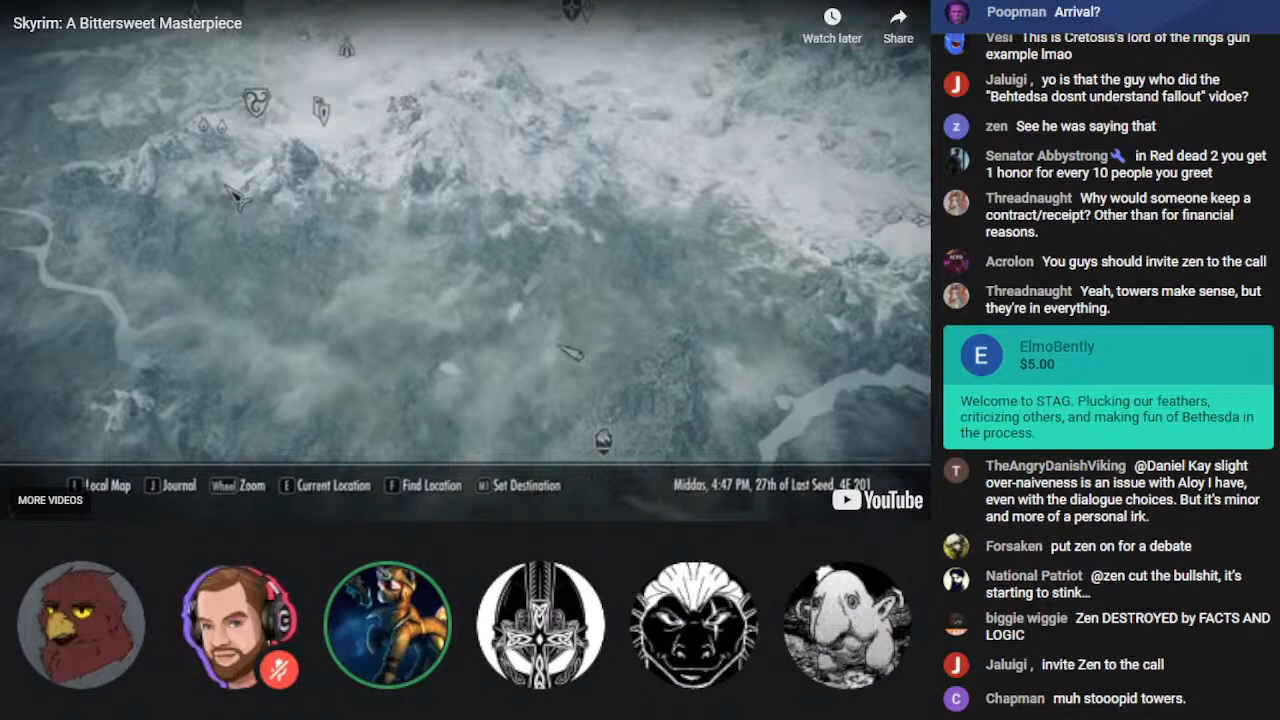 Skyrim: A Bittersweet Masterpiece
Watch later
Share
Local Map
J Journal
Wheel Zoom
E Current Location
F Find Location
Set Destination
Middas, 4:47 PM, 27th of Last Seed, 4E 201
MORE VIDEOS
YouTube
Poopman Arrival?
Vesi This is Cretosis's lord of the rings gun
example lmao
J
Jaluigi , yo is that the guy who did the
"Behtedsa dosnt understand fallout" vidoe?
z
zen See he was saying that
Senator Abbystrong in Red dead 2 you get
1 honor for every 10 people you greet
Threadnaught Why would someone keep a
contract/receipt? Other than for financial
reasons.
Acrolon You guys should invite zen to the call
Threadnaught Yeah, towers make sense, but
they're in everything.
E
ElmoBently
$5.00
Welcome to STAG. Plucking our feathers,
criticizing others, and making fun of Bethesda in
the process.
T
TheAngryDanishViking @Daniel Kay slight
over-naiveness is an issue with Aloy I have,
even with the dialogue choices. But it's minor
and more of a personal irk.
Forsaken put zen on for a debate
National Patriot @zen cut the bullshit, it's
starting to stink...
biggie wiggie Zen DESTROYED by FACTS AND
LOGIC
J
Jaluigi , invite Zen to the call
C
Chapman muh stooopid towers.